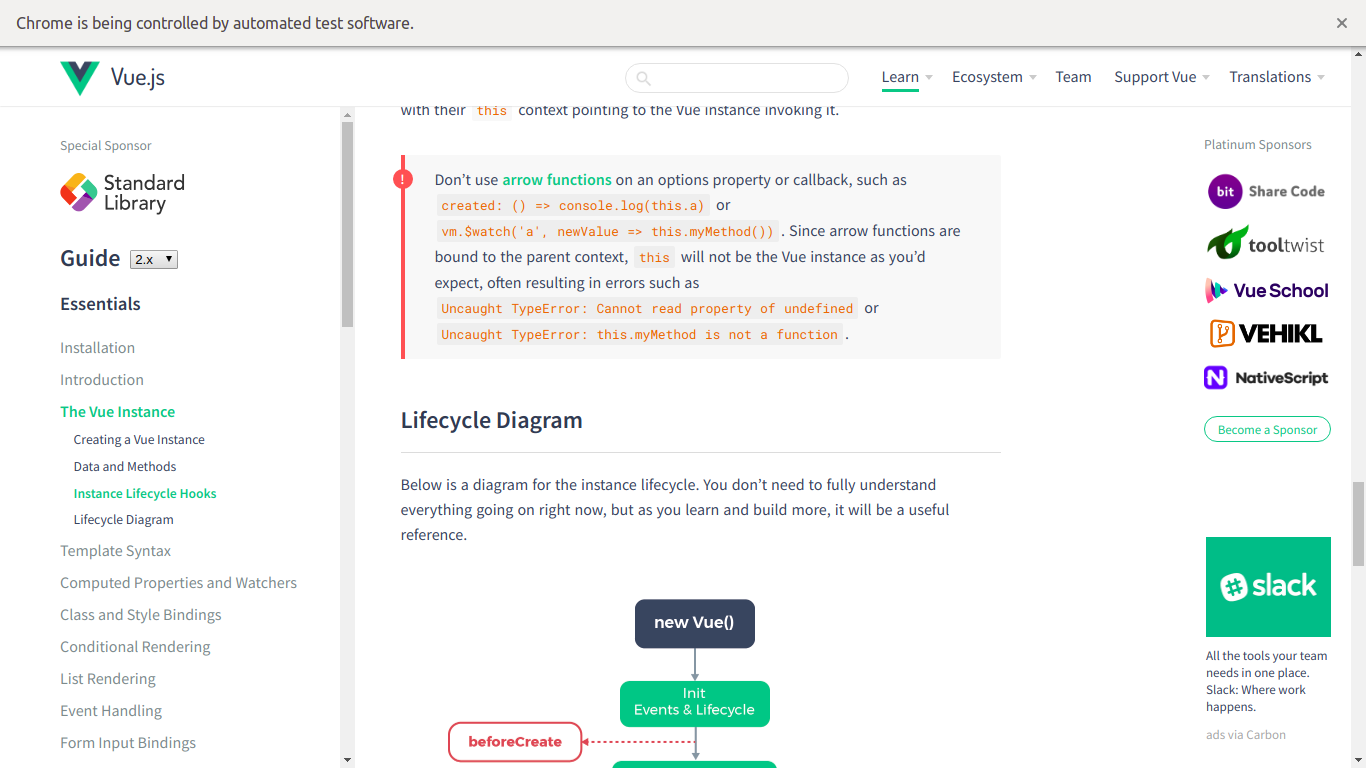 Chrome is being controlled by automated test software.
Vue.js
Learn
Ecosystem
Team
Support Vue
Translations
Special Sponsor
Standard
Library
Guide
2.x
Essentials
Installation
Introduction
The Vue Instance
Creating a Vue Instance
Data and Methods
Instance Lifecycle Hooks
Lifecycle Diagram
Template Syntax
Computed Properties and Watchers
Class and Style Bindings
Conditional Rendering
List Rendering
Event Handling
Form Input Bindings
with their this context pointing to the Vue instance invoking it.
!
Don’t use arrow functions on an options property or callback, such as
created: () => console.log(this.a) or
vm.$watch('a', newValue => this.myMethod()). Since arrow functions are
bound to the parent context, this will not be the Vue instance as you’d
expect, often resulting in errors such as
Uncaught TypeError: Cannot read property of undefined or
Uncaught TypeError: this.myMethod is not a function.
Lifecycle Diagram
Below is a diagram for the instance lifecycle. You don’t need to fully understand
everything going on right now, but as you learn and build more, it will be a useful
reference.
new Vue()
Init
Events & Lifecycle
beforeCreate
Platinum Sponsors
bit Share Code
tooltwist
Vue School
VEHIKL
N NativeScript
Become a Sponsor
slack
All the tools your team
needs in one place.
Slack: Where work
happens.
ads via Carbon